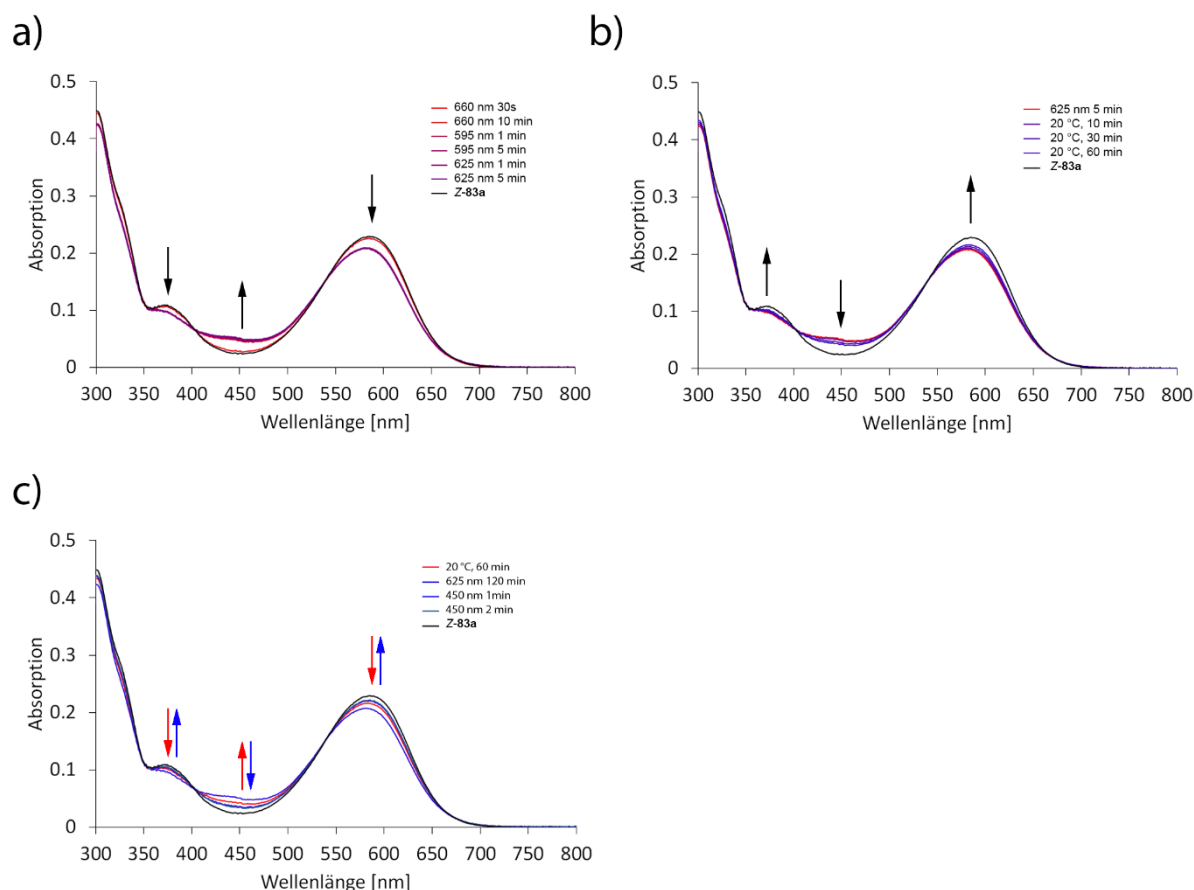 a)
0.5
0.4
0.3
0.2
0.1
0
Absorption
300 350 400 450 500 550 600 650 700 750 800
Wellenlänge [nm]
660 nm 30s
660 nm 10 min
595 nm 1 min
595 nm 5 min
625 nm 1 min
625 nm 5 min
Z-83a
b)
0.5
0.4
0.3
0.2
0.1
0
Absorption
300 350 400 450 500 550 600 650 700 750 800
Wellenlänge [nm]
625 nm 5 min
20 °C, 10 min
20 °C, 30 min
20 °C, 60 min
Z-83a
c)
0.5
0.4
0.3
0.2
0.1
0
Absorption
300 350 400 450 500 550 600 650 700 750 800
Wellenlänge [nm]
20 °C, 60 min
625 nm 120 min
450 nm 1min
450 nm 2 min
Z-83a